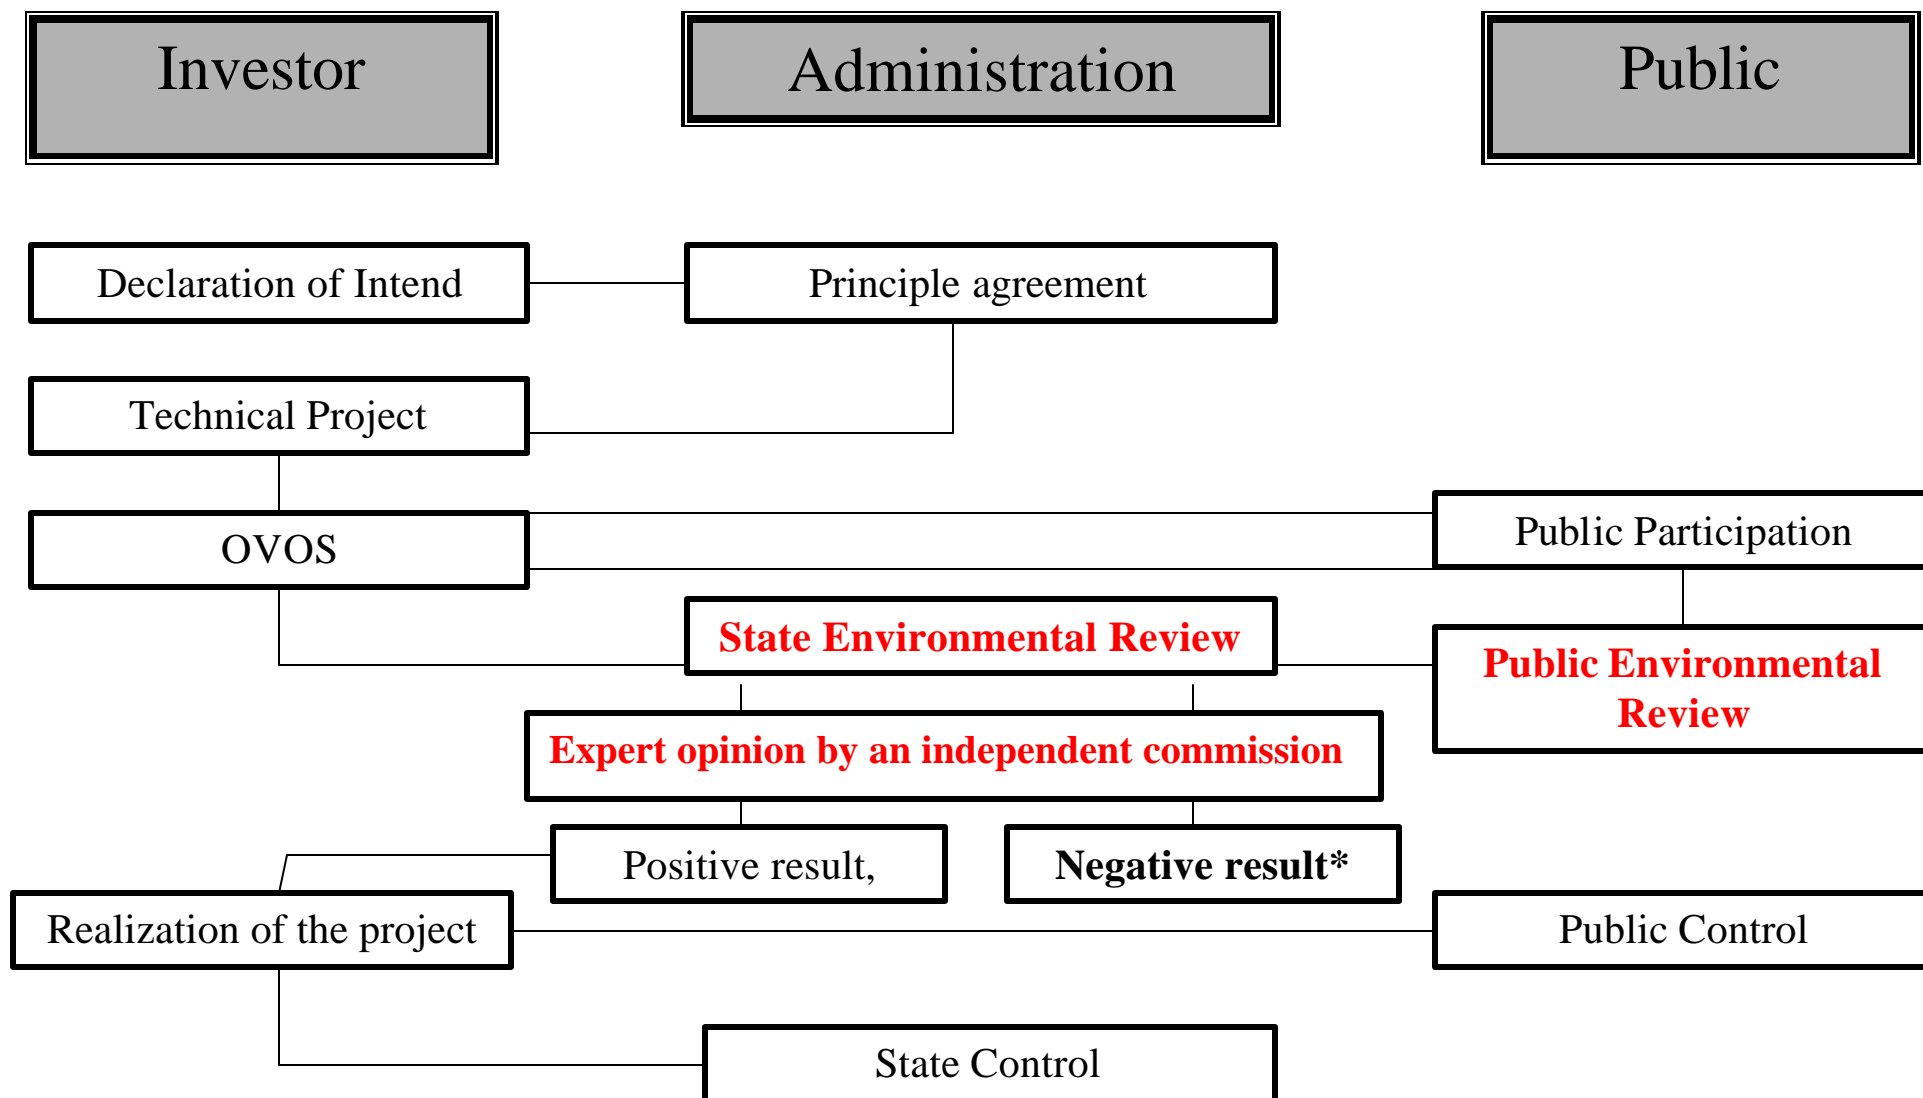 Investor
Administration
Public
Declaration of Intend
Principle agreement
Technical Project
OVOS
Public Participation
State Environmental Review
Public Environmental
Review
Expert opinion by an independent commission
Positive result,
Negative result*
Realization of the project
Public Control
State Control